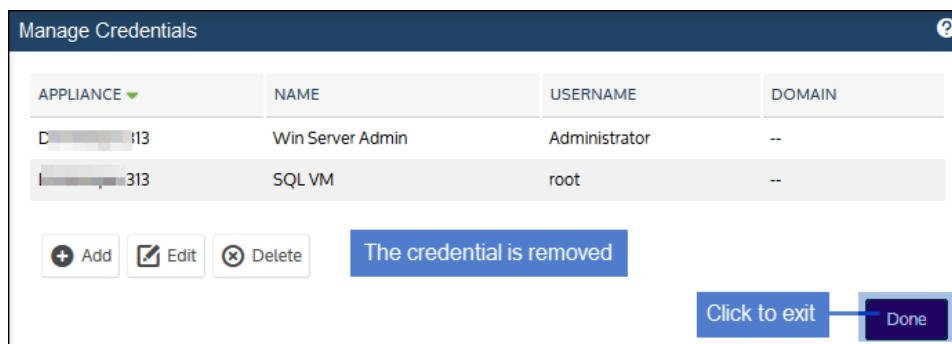 Manage Credentials ?
APPLIANCE NAME USERNAME DOMAIN
Win Server Admin Administrator --
313 SQL VM root --
Add Edit Delete The credential is removed
Click to exit Done